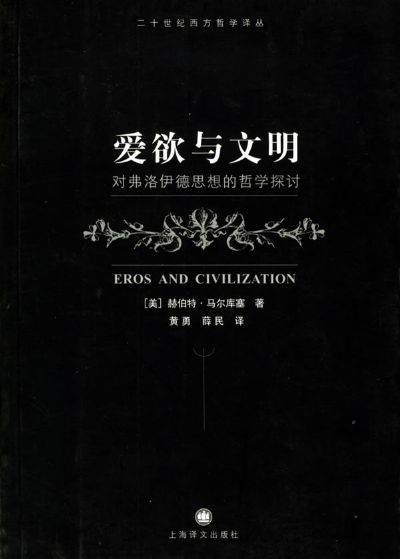 二十世纪西方哲学译丛
爱欲与文明
对弗洛伊德思想的哲学探讨
EROS AND CIVILIZATION
[美] 赫伯特·马尔库塞 著
黄勇 薛民 译
上海译文出版社